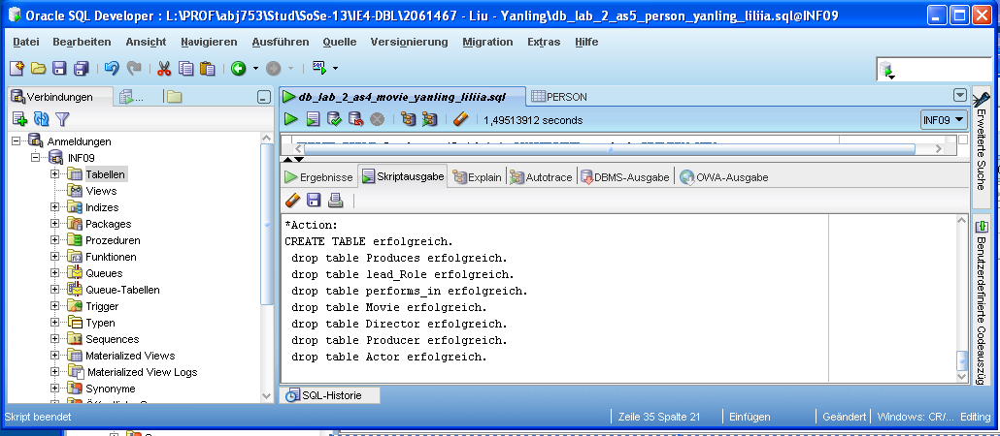 Oracle SQL Developer : L:\PROF\abj753\Stud\SoSe-13\IE4-DBL\2061467 - Liu - Yanling\db_lab_2_as5_person_yanling_liliia.sql@INF09
Datei Bearbeiten Ansicht Navigieren Ausführen Quelle Versionierung Migration Extras Hilfe
Verbindungen ...
Anmeldungen
INF09
Tabellen
Views
Indizes
Packages
Prozeduren
Funktionen
Queues
Queue-Tabellen
Trigger
Typen
Sequences
Materialized Views
Materialized View Logs
Synonyme
db_lab_2_as4_movie_yanling_liliia.sql PERSON
1,49513912 seconds INF09
Ergebnisse Skriptausgabe Explain Autotrace DBMS-Ausgabe OWA-Ausgabe
*Action:
CREATE TABLE erfolgreich.
drop table Produces erfolgreich.
drop table lead_Role erfolgreich.
drop table performs_in erfolgreich.
drop table Movie erfolgreich.
drop table Director erfolgreich.
drop table Producer erfolgreich.
drop table Actor erfolgreich.
SQL-Historie
Erweiterte Suche
Benutzerdefinierte Codeauszüg
Skript beendet Zeile 35 Spalte 21 Einfügen Geändert Windows: CR/... Editing